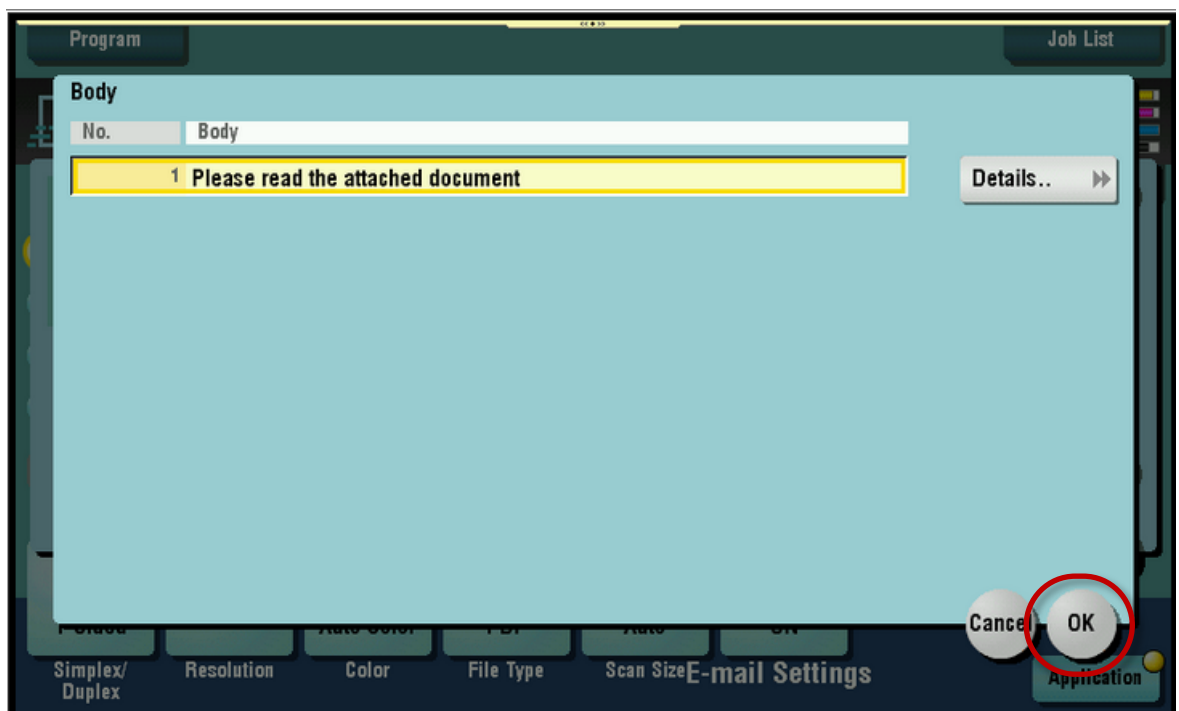 Program
Job List
Body
No. Body
1 Please read the attached document
Details..
Cancel OK
Simplex/ Resolution Color File Type Scan Size E-mail Settings Application
Duplex